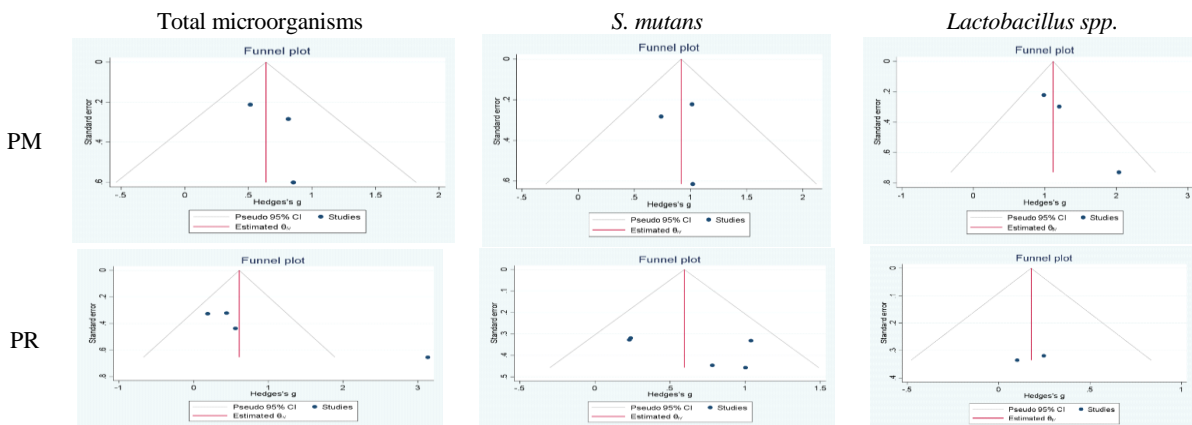 Total microorganisms
S. mutans
Lactobacillus spp.
PM
Funnel plot
Standard error
0
.2
.4
.6
-.5
0
.5
1
1.5
2
Hedges's g
Pseudo 95% CI
Studies
Estimated θIV
Funnel plot
Standard error
0
.2
.4
.6
-.5
0
.5
1
1.5
2
Hedges's g
Pseudo 95% CI
Studies
Estimated θIV
Funnel plot
Standard error
0
.2
.4
.6
.8
0
1
2
3
Hedges's g
Pseudo 95% CI
Studies
Estimated θIV
PR
Funnel plot
Standard error
0
.2
.4
.6
.8
-1
0
1
2
3
Hedges's g
Pseudo 95% CI
Studies
Estimated θIV
Funnel plot
Standard error
0
.1
.2
.3
.4
.5
0
.5
1
1.5
Hedges's g
Pseudo 95% CI
Studies
Estimated θIV
Funnel plot
Standard error
0
.1
.2
.3
.4
-.5
0
.5
1
Hedges's g
Pseudo 95% CI
Studies
Estimated θIV